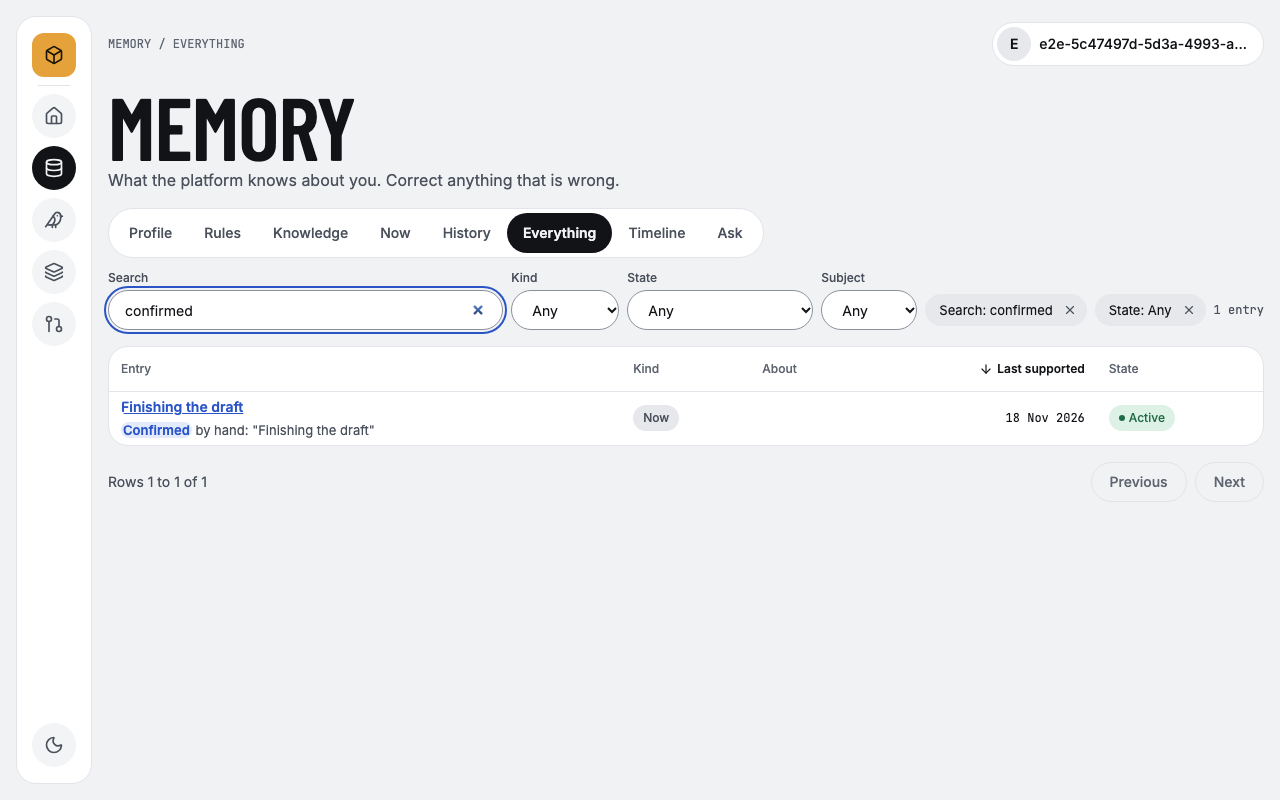 MEMORY / EVERYTHING
E e2e-5c47497d-5d3a-4993-a...
MEMORY
What the platform knows about you. Correct anything that is wrong.
Profile Rules Knowledge Now History Everything Timeline Ask
Search Kind State Subject
confirmed Any Any Any Search: confirmed State: Any 1 entry
Entry Kind About Last supported State
Finishing the draft
Confirmed by hand: "Finishing the draft"
Now 18 Nov 2026 Active
Rows 1 to 1 of 1 Previous Next